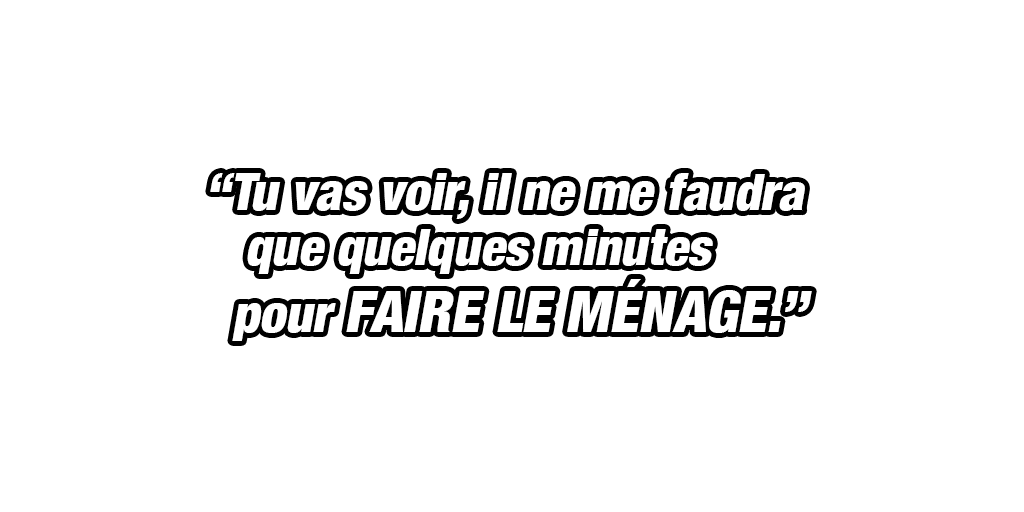 “Tu vas voir, il ne me faudra
que quelques minutes
pour FAIRE LE MÉNAGE.”